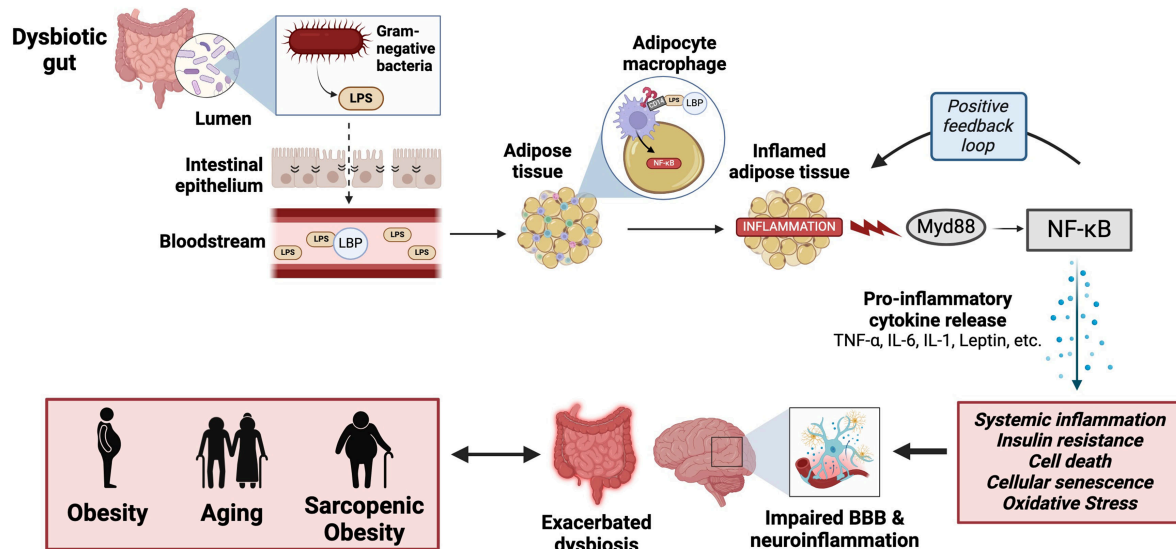 Dysbiotic
gut
Gram-
negative
bacteria
LPS
Lumen
Intestinal
epithelium
Bloodstream
LPS
LPS
LBP
LPS
LPS
Adipose
tissue
Adipocyte
macrophage
CD14
LPS
LBP
NF-κB
Inflamed
adipose tissue
INFLAMMATION
Positive
feedback
loop
Myd88
NF-κB
Pro-inflammatory
cytokine release
TNF-α, IL-6, IL-1, Leptin, etc.
Systemic inflammation
Insulin resistance
Cell death
Cellular senescence
Oxidative Stress
Impaired BBB &
neuroinflammation
Exacerbated
dysbiosis
Obesity
Aging
Sarcopenic
Obesity